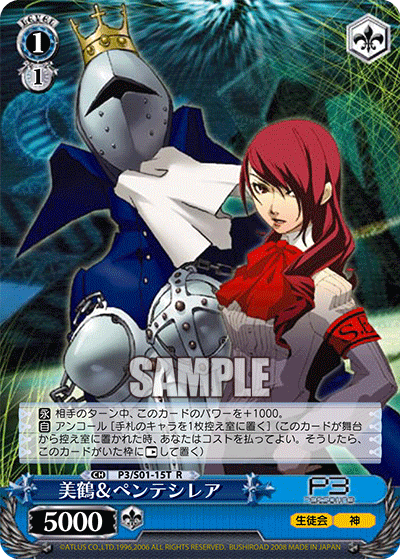 LEVEL
1
1
SAMPLE
永 相手のターン中、このカードのパワーを+1000。
自 アンコール [手札のキャラを1枚控え室に置く] (このカードが舞台
から控え室に置かれた時、あなたはコストを払ってよい。そうしたら、
このカードがいた枠に置く)
CH P3/S01-15T R
美鶴&ペンテシレア
5000
P3
PERSONA3
生徒会
神
©ATLUS CO.,LTD.1996,2006 ALL RIGHTS RESERVED. BUSHIROAD 2008 MADE IN JAPAN